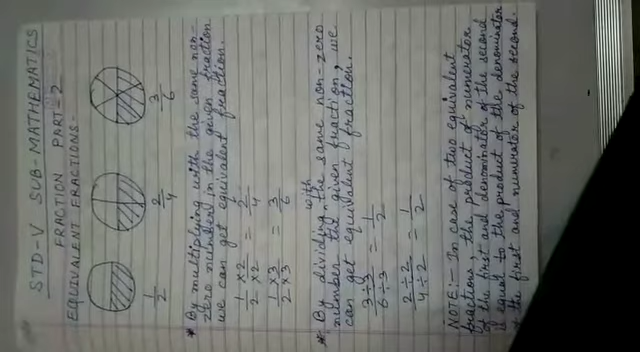 STD-V SUB-MATHEMATICS
FRACTION PART-2
EQUIVALENT FRACTIONS-
1/2 2/4 3/6
* By multiplying with the same non-
zero number in the given fraction
we can get equivalent fraction.
1×2/2×2 = 2/4
1×3/2×3 = 3/6
* By dividing with the same non-zero
number the given fraction, we
can get equivalent fraction.
3÷3/6÷3 = 1/2
2÷2/4÷2 = 1/2
NOTE:- In case of two equivalent
fractions, the product of numerator
of the first and denominator of the second
is equal to the product of the denominator
of the first and numerator of the second.